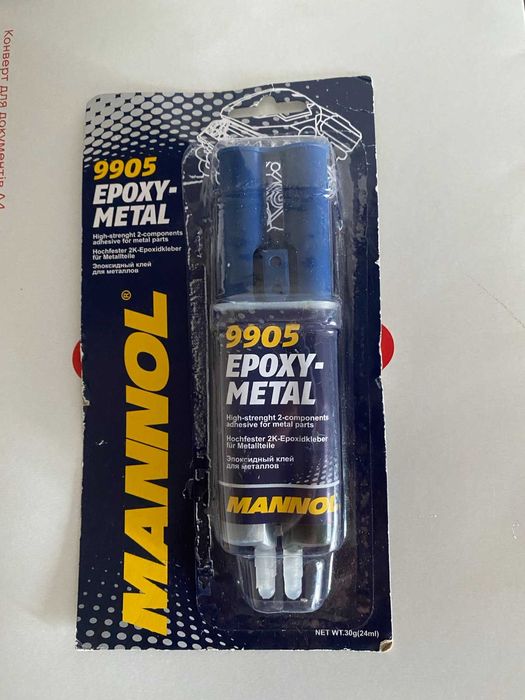 Конверт для документів А4
9905
EPOXY-
METAL
High-strenght 2-components
adhesive for metal parts
Hochfester 2K-Epoxidkleber
für Metallteile
Эпоксидный клей
для металлов
MANNOL®
9905
EPOXY-
METAL
High-strenght 2-components
adhesive for metal parts
Hochfester 2K-Epoxidkleber
für Metallteile
Эпоксидный клей
для металлов
MANNOL
NET WT.30g(24ml)